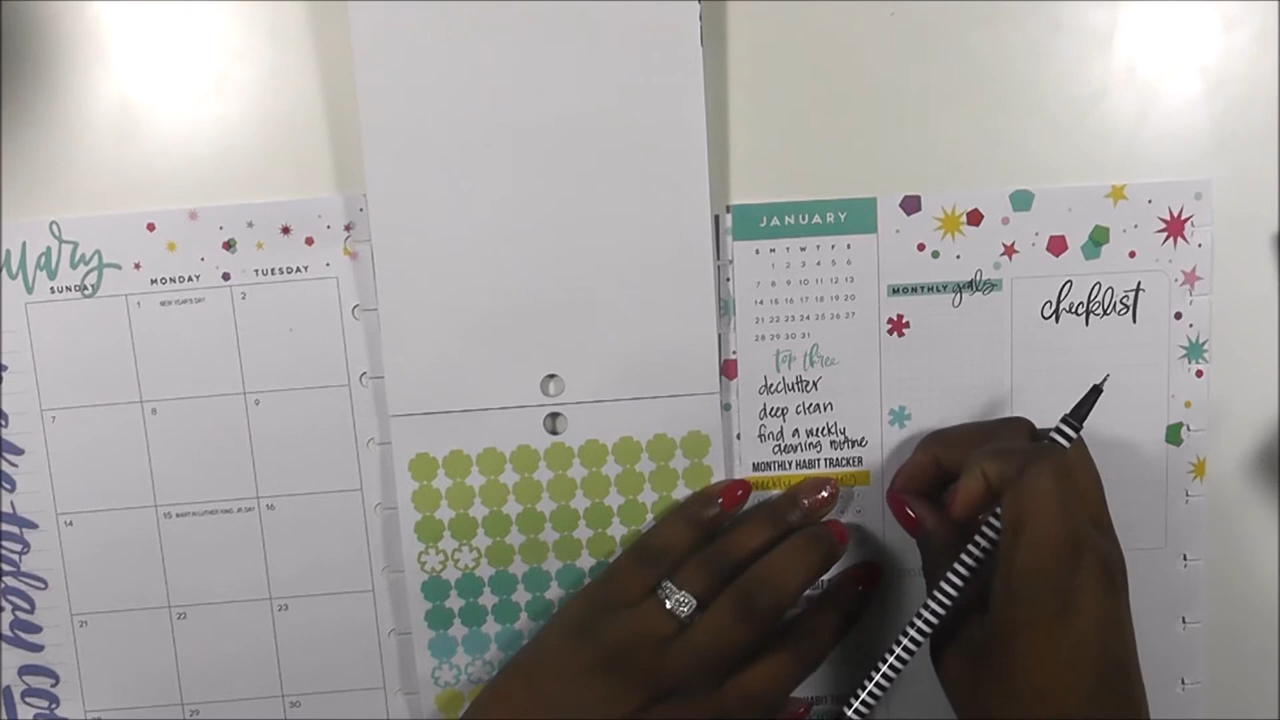 SUNDAY MONDAY TUESDAY
1 NEW YEAR'S DAY 2
7 8 9
14 15 MARTIN LUTHER KING, JR. DAY 16
21 22 23
29 30
JANUARY
S M T W T F S
1 2 3 4 5 6
7 8 9 10 11 12 13
14 15 16 17 18 19 20
21 22 23 24 25 26 27
28 29 30 31
top three
declutter
deep clean
find a weekly
cleaning routine
MONTHLY HABIT TRACKER
weekly
MONTHLY goals
checklist